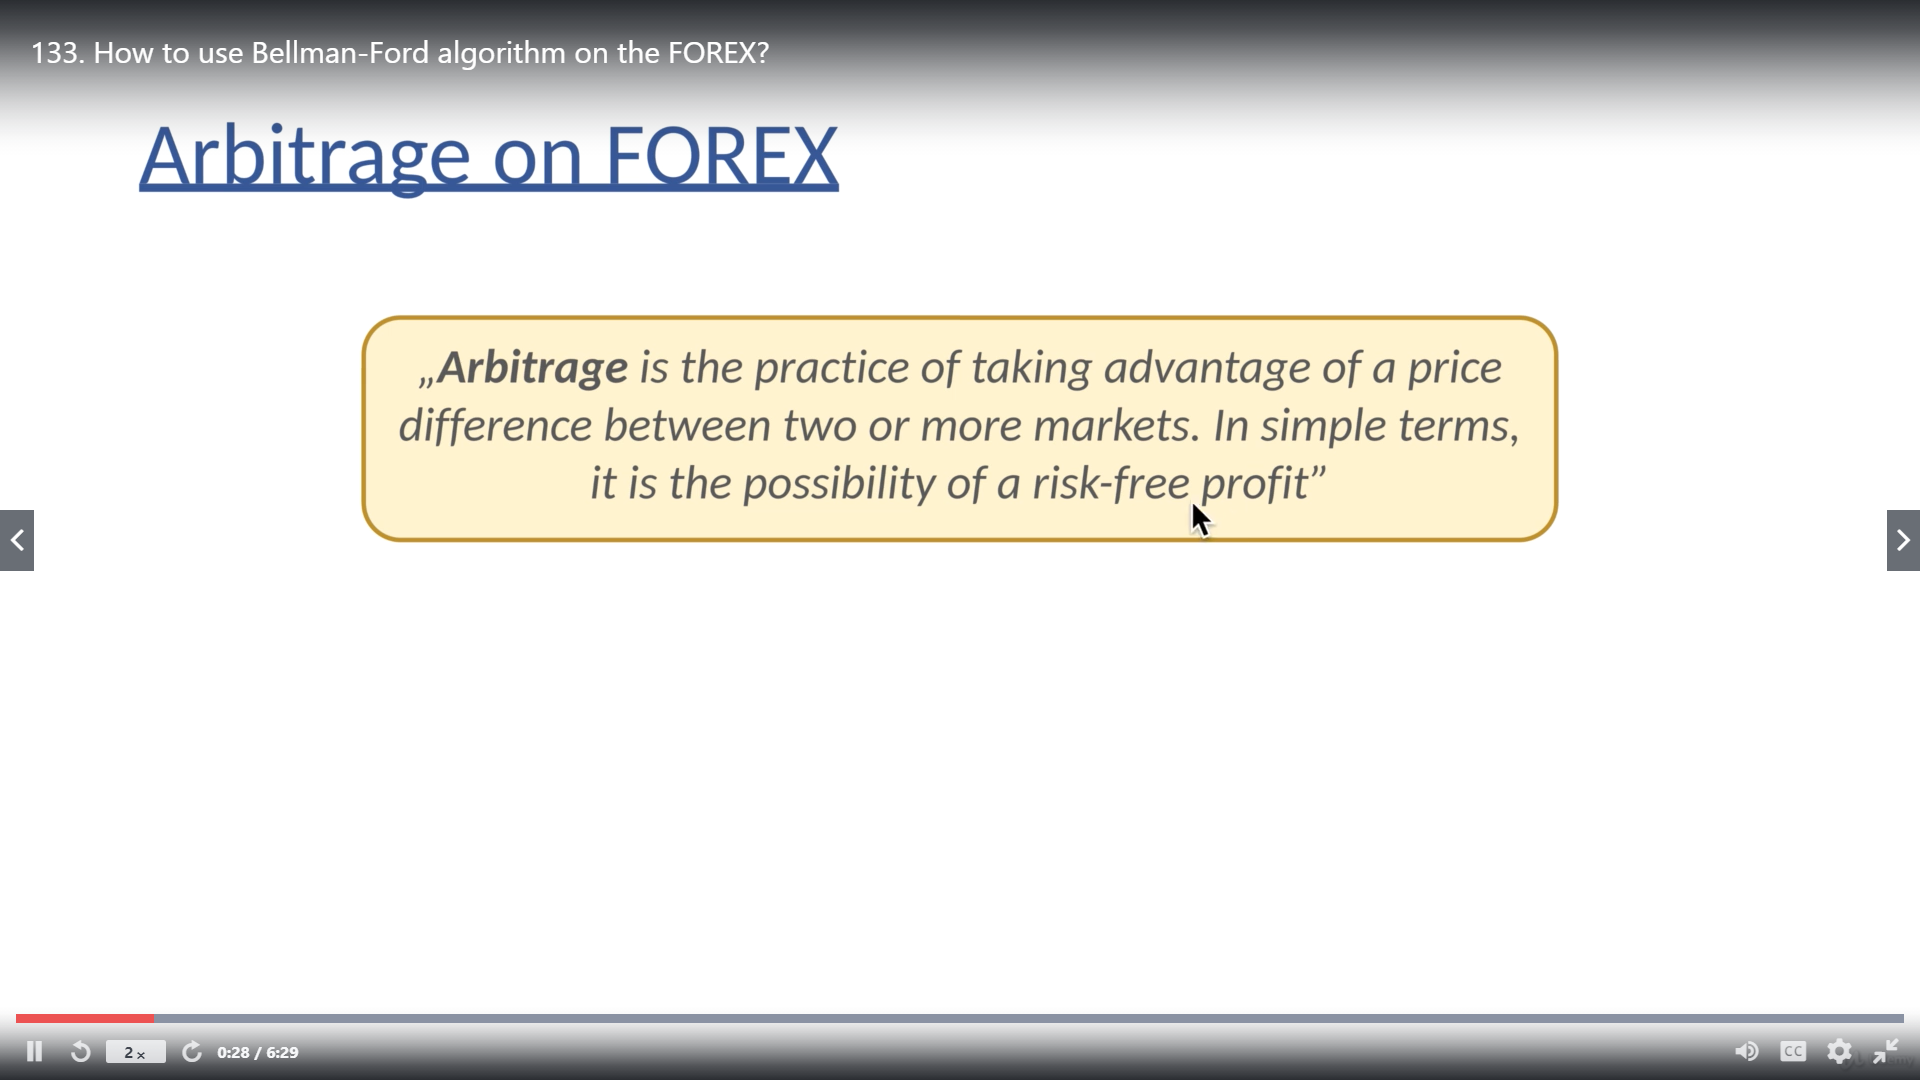 133. How to use Bellman-Ford algorithm on the FOREX?
Arbitrage on FOREX
„Arbitrage is the practice of taking advantage of a price
difference between two or more markets. In simple terms,
it is the possibility of a risk-free profit”
2 x
0:28 / 6:29
CC